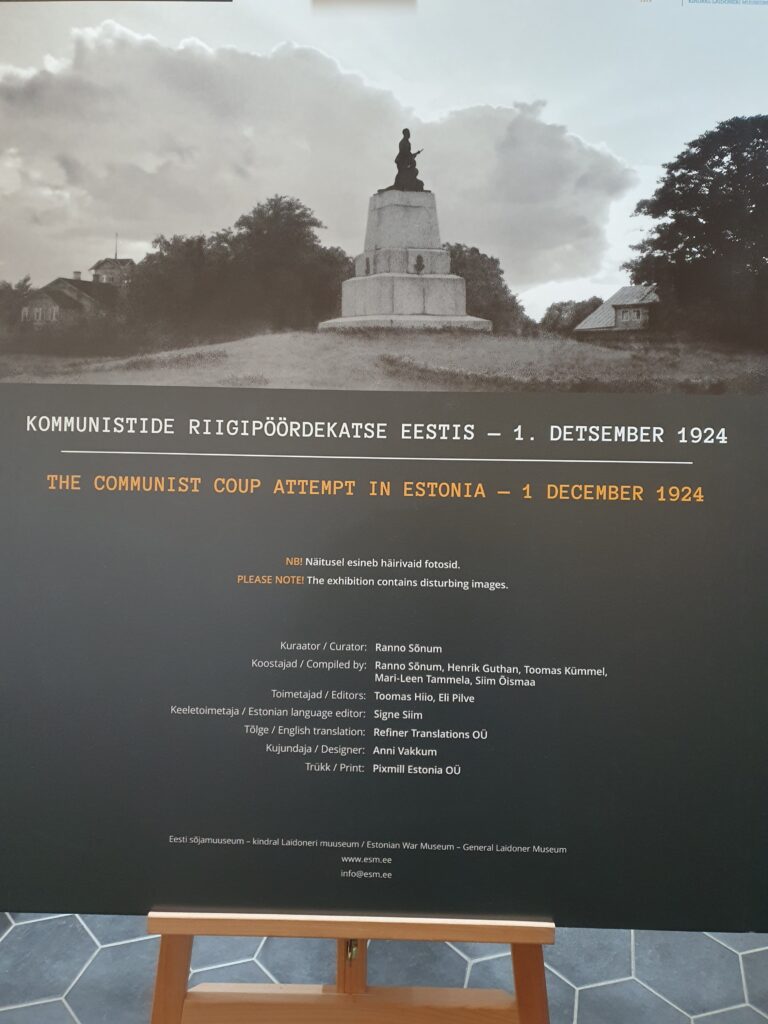 KOMMUNISTIDE RIIGIPÖÖRDEKATSE EESTIS – 1. DETSEMBER 1924
THE COMMUNIST COUP ATTEMPT IN ESTONIA – 1 DECEMBER 1924
NB! Näitusel esineb häirivaid fotosid.
PLEASE NOTE! The exhibition contains disturbing images.
Kuraator / Curator: Ranno Sõnum
Koostajad / Compiled by: Ranno Sõnum, Henrik Guthan, Toomas Kümmel,
Mari-Leen Tammela, Siim Õismaa
Toimetajad / Editors: Toomas Hiio, Eli Pilve
Keeletoimetaja / Estonian language editor: Signe Siim
Tõlge / English translation: Refiner Translations OÜ
Kujundaja / Designer: Anni Vakkum
Trükk / Print: Pixmill Estonia OÜ
Eesti sõjamuuseum – kindral Laidoneri muuseum / Estonian War Museum – General Laidoner Museum
www.esm.ee
info@esm.ee